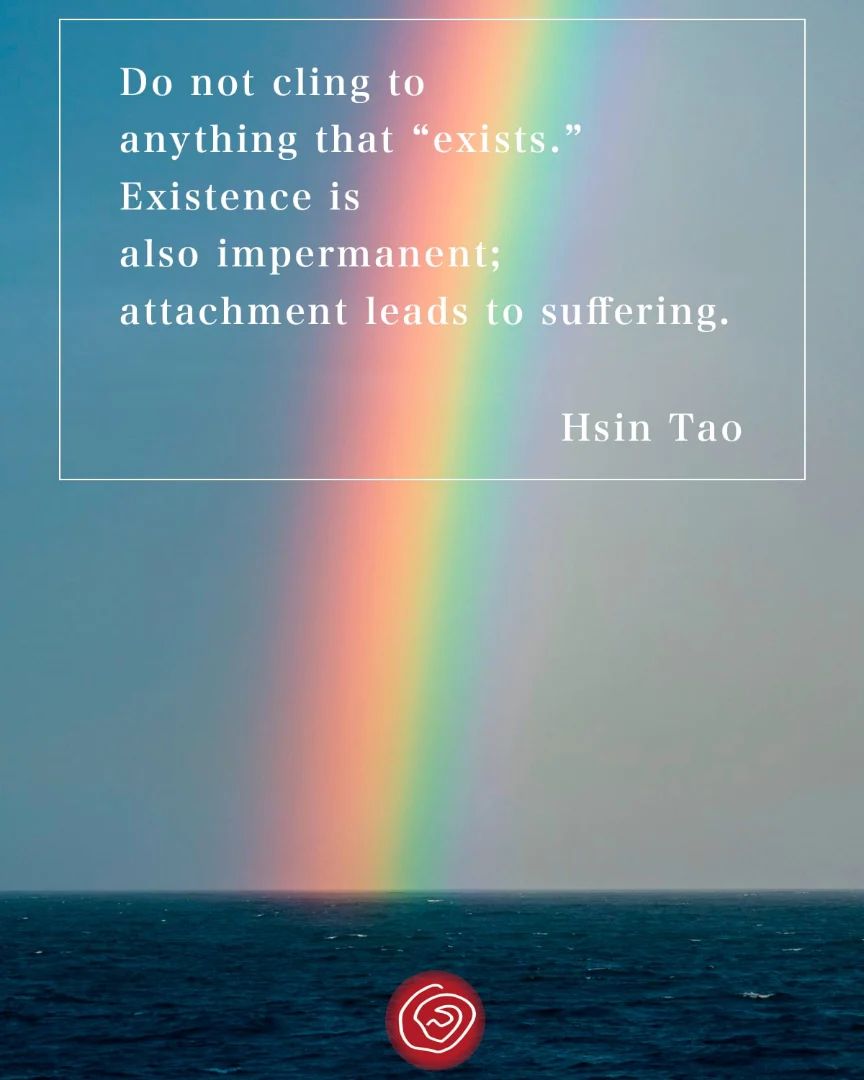 Do not cling to
anything that “exists.”
Existence is
also impermanent;
attachment leads to suffering.
Hsin Tao